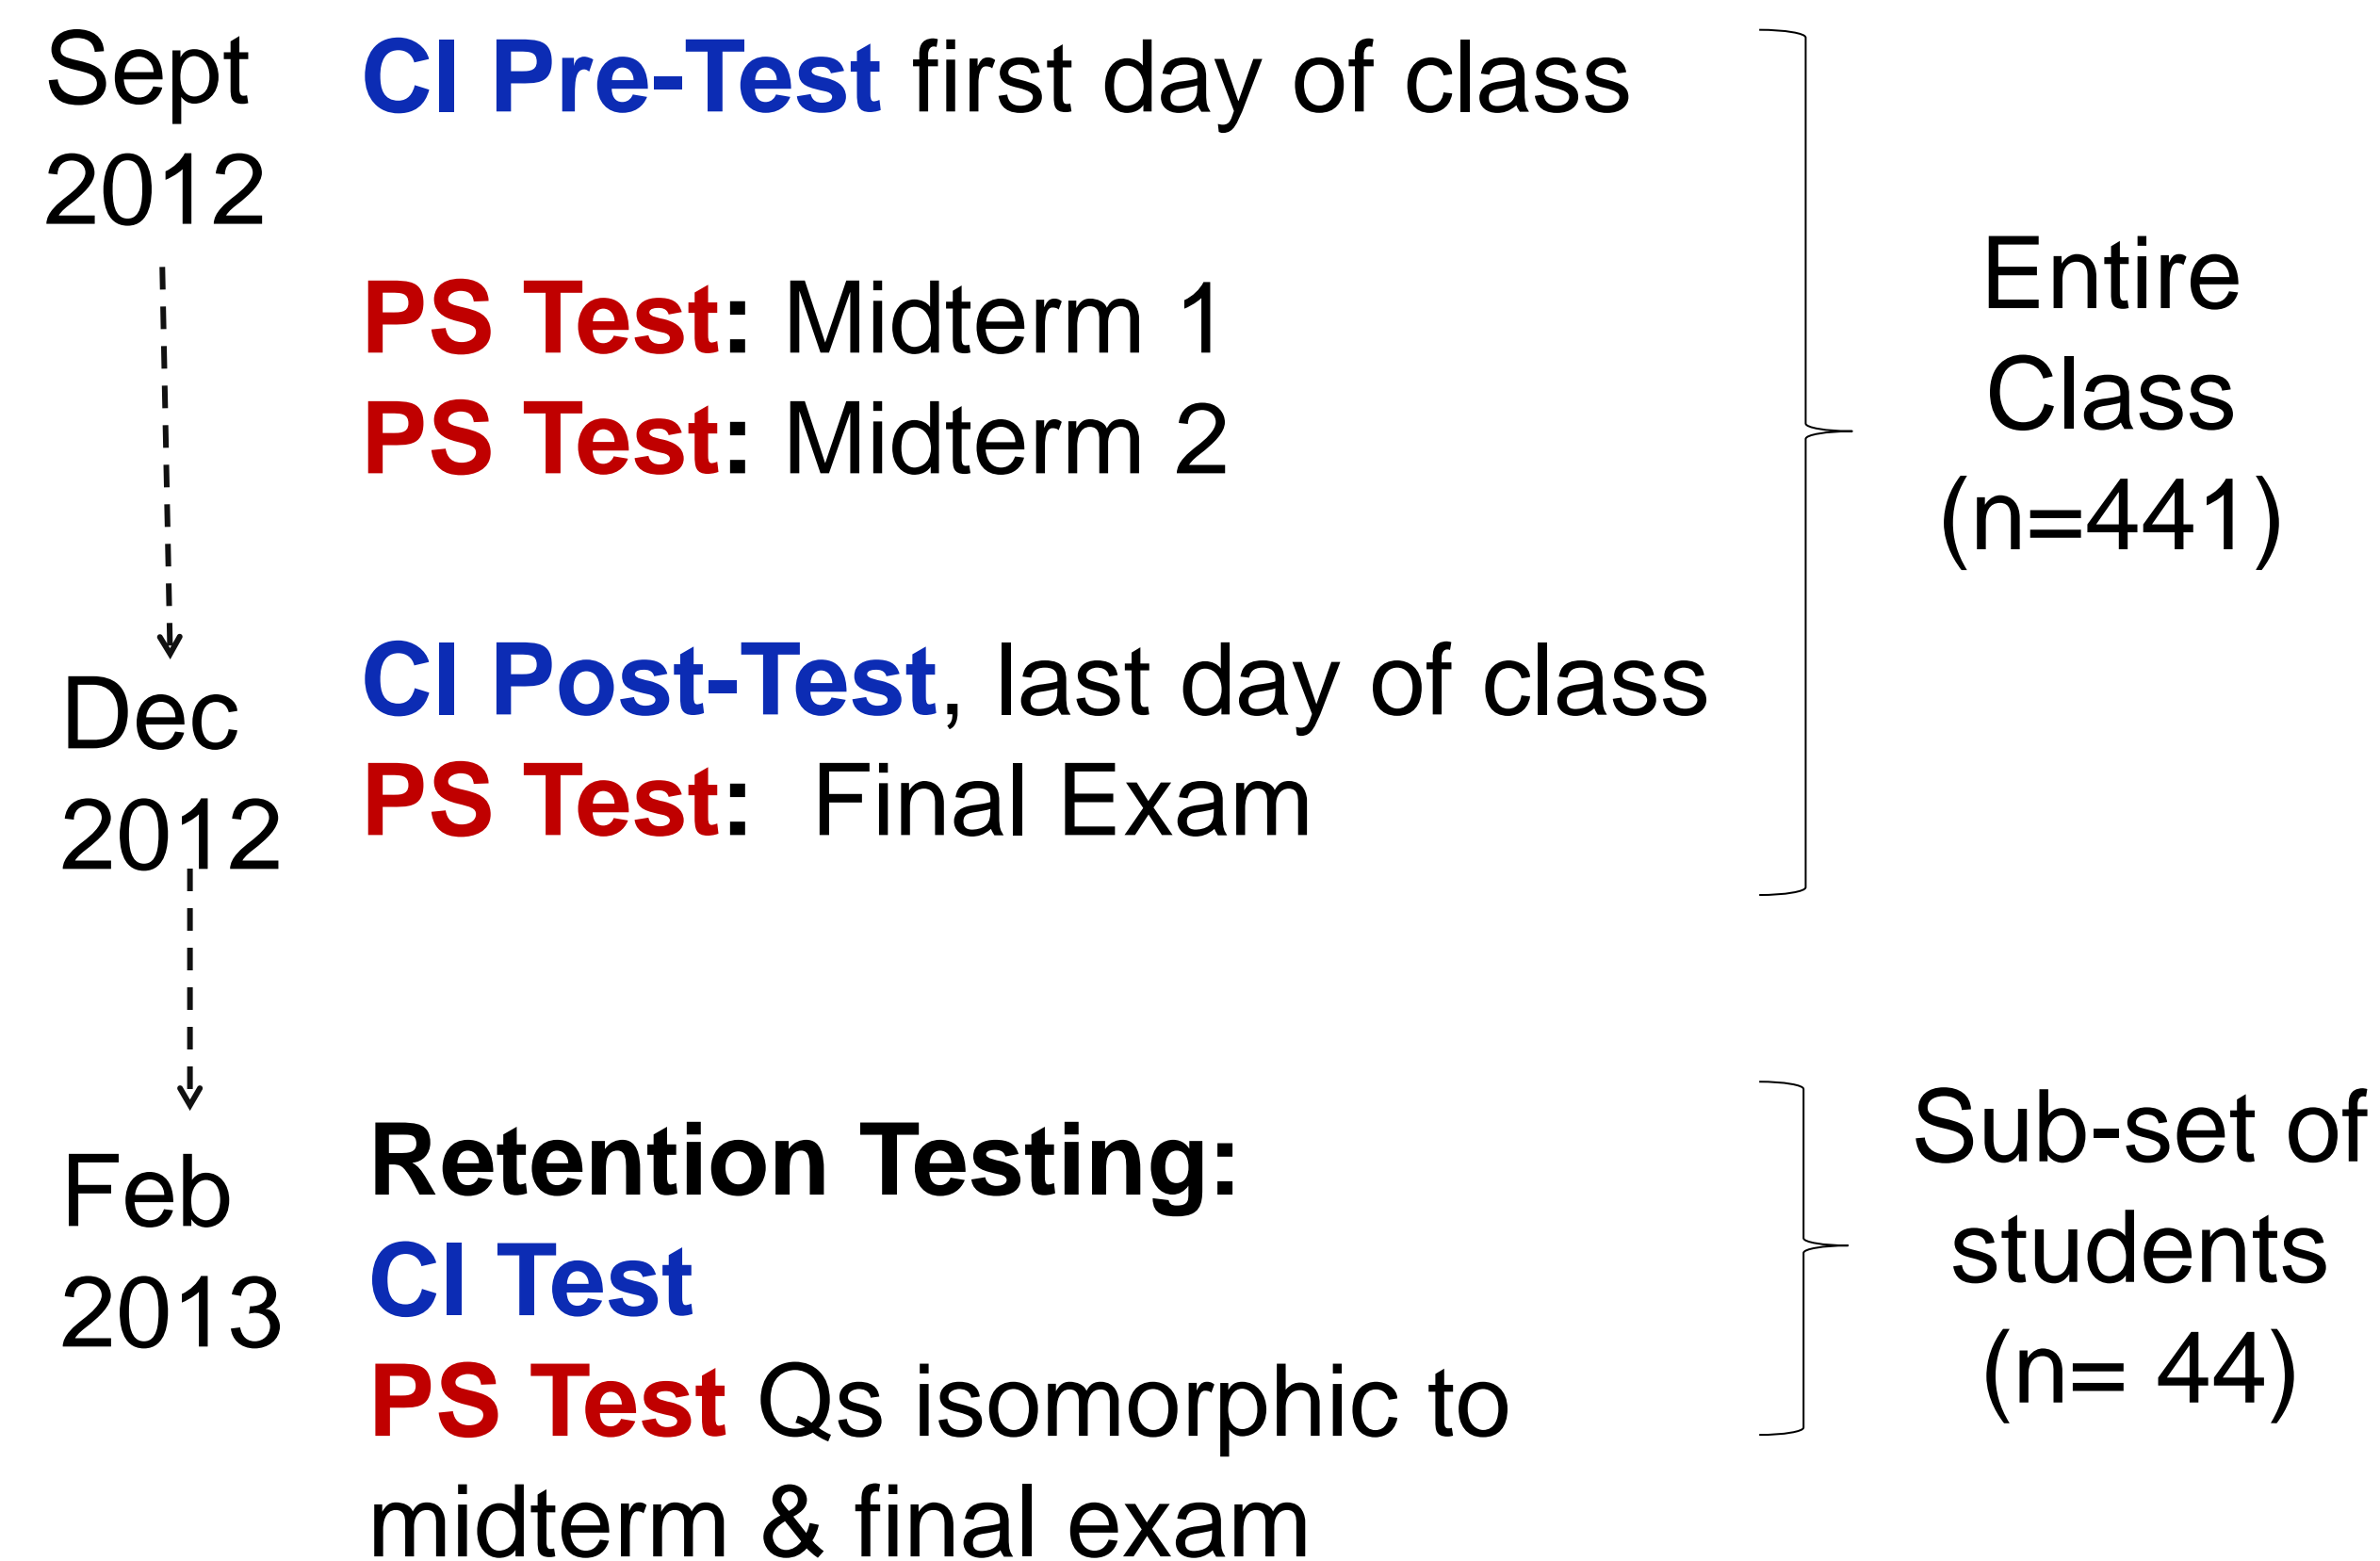 Sept
2012
CI Pre-Test first day of class
PS Test: Midterm 1
PS Test: Midterm 2
Entire
Class
(n=441)
Dec
2012
CI Post-Test, last day of class
PS Test: Final Exam
Feb
2013
Retention Testing:
CI Test
PS Test Qs isomorphic to
midterm & final exam
Sub-set of
students
(n= 44)